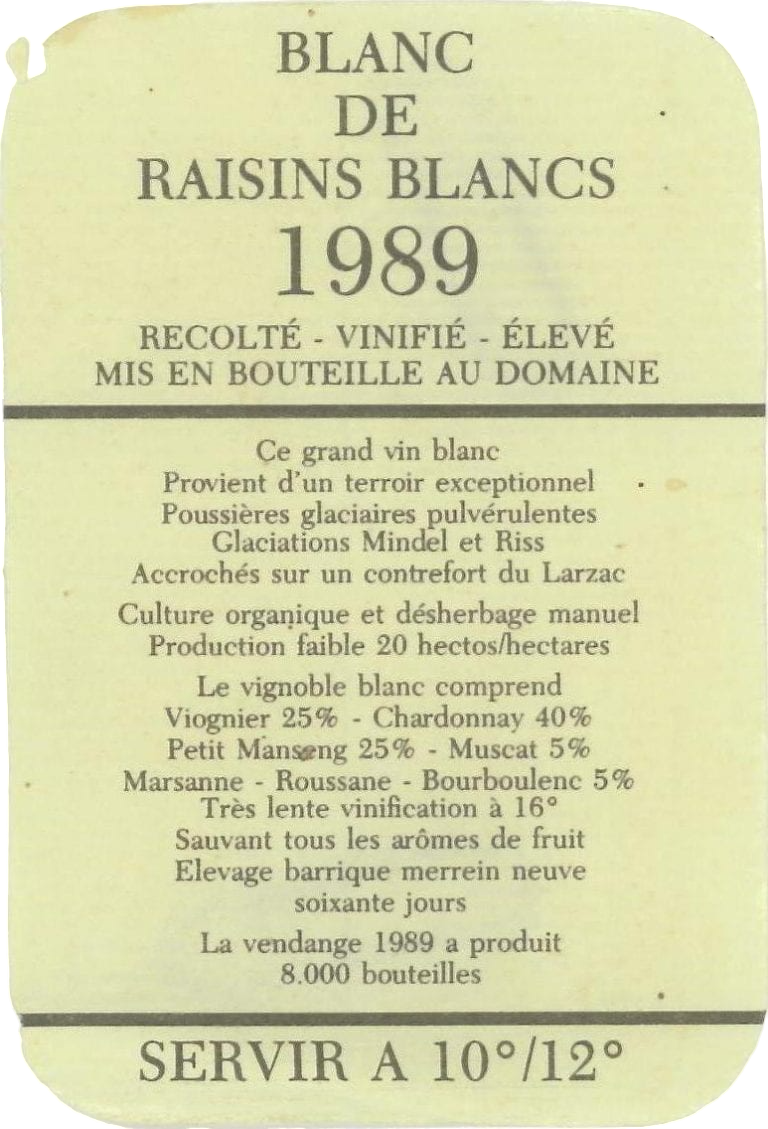 BLANC
DE
RAISINS BLANCS
1989
RECOLTÉ - VINIFIÉ - ÉLEVÉ
MIS EN BOUTEILLE AU DOMAINE
Ce grand vin blanc
Provient d'un terroir exceptionnel
Poussières glaciaires pulvérulentes
Glaciations Mindel et Riss
Accrochés sur un contrefort du Larzac
Culture organique et désherbage manuel
Production faible 20 hectos/hectares
Le vignoble blanc comprend
Viognier 25% - Chardonnay 40%
Petit Manseng 25% - Muscat 5%
Marsanne - Roussane - Bourboulenc 5%
Très lente vinification à 16°
Sauvant tous les arômes de fruit
Elevage barrique merrein neuve
soixante jours
La vendange 1989 a produit
8.000 bouteilles
SERVIR A 10°/12°